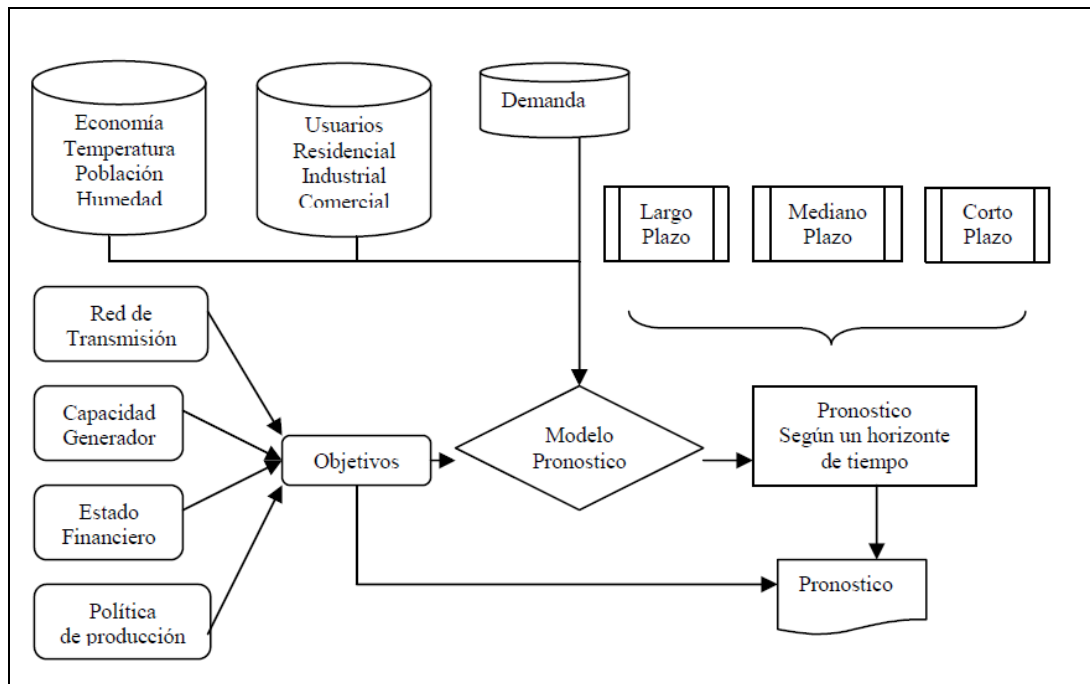 Economía
Temperatura
Población
Humedad
Usuarios
Residencial
Industrial
Comercial
Demanda
Largo
Plazo
Mediano
Plazo
Corto
Plazo
Red de
Transmisión
Capacidad
Generador
Estado
Financiero
Política
de producción
Objetivos
Modelo
Pronostico
Pronostico
Según un horizonte
de tiempo
Pronostico